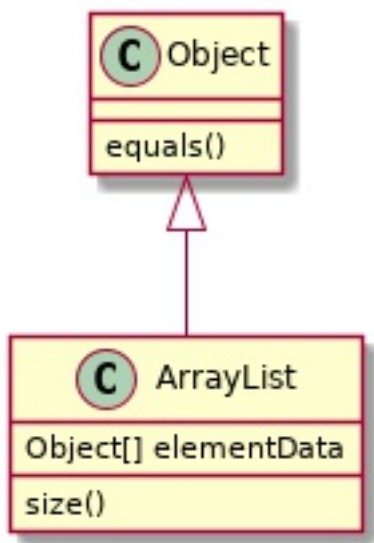 C Object
equals()
C ArrayList
Object[] elementData
size()